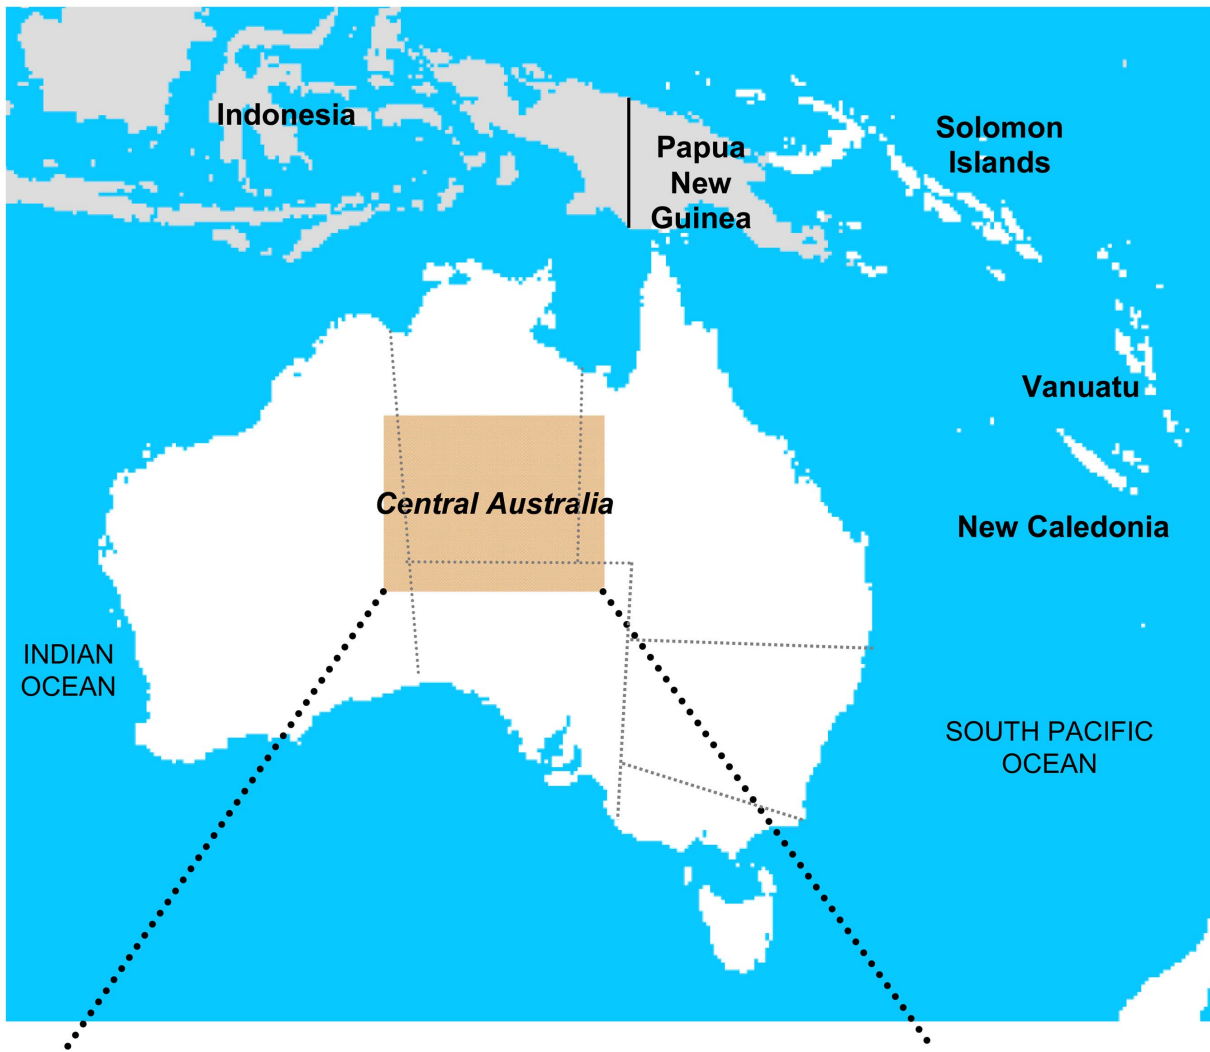 Indonesia
Papua
New
Guinea
Solomon
Islands
Vanuatu
Central Australia
New Caledonia
INDIAN
OCEAN
SOUTH PACIFIC
OCEAN